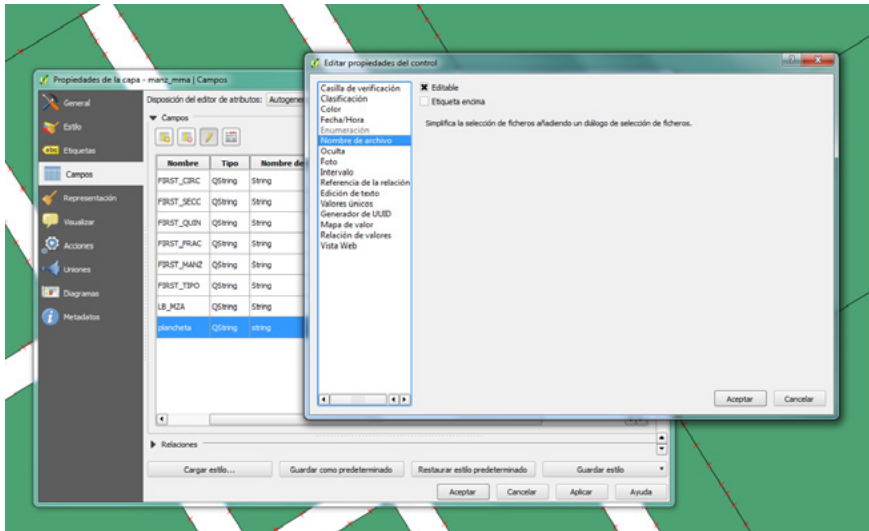 Editar propiedades del control
Propiedades de la capa - manz_mma | Campos
General
Estilo
abc Etiquetas
Campos
Representación
Visualizar
Acciones
Uniones
Diagramas
Metadatos
Disposición del editor de atributos: Autogener
Campos
Nombre Tipo Nombre de
FIRST_CIRC QString String
FIRST_SECC QString String
FIRST_QUIN QString String
FIRST_FRAC QString String
FIRST_MANZ QString String
FIRST_TIPO QString String
LB_MZA QString String
plancheta QString string
Relaciones
Cargar estilo... Guardar como predeterminado Restaurar estilo predeterminado Guardar estilo
Aceptar Cancelar Aplicar Ayuda
Casilla de verificación
Clasificación
Color
Fecha/Hora
Enumeración
Nombre de archivo
Oculta
Foto
Intervalo
Referencia de la relación
Edición de texto
Valores únicos
Generador de UUID
Mapa de valor
Relación de valores
Vista Web
Editable
Etiqueta encima
Simplifica la selección de ficheros añadiendo un diálogo de selección de ficheros.
Aceptar Cancelar